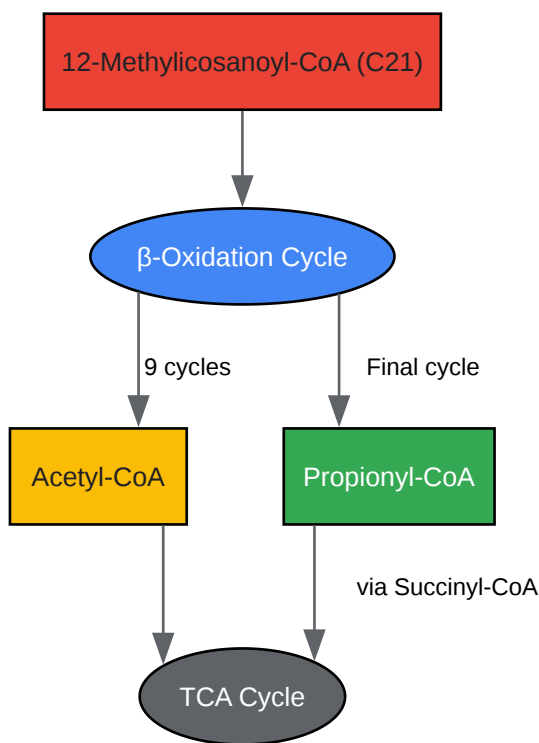 12-Methylicosanoyl-CoA (C21)
β-Oxidation Cycle
9 cycles
Final cycle
Acetyl-CoA
Propionyl-CoA
via Succinyl-CoA
TCA Cycle